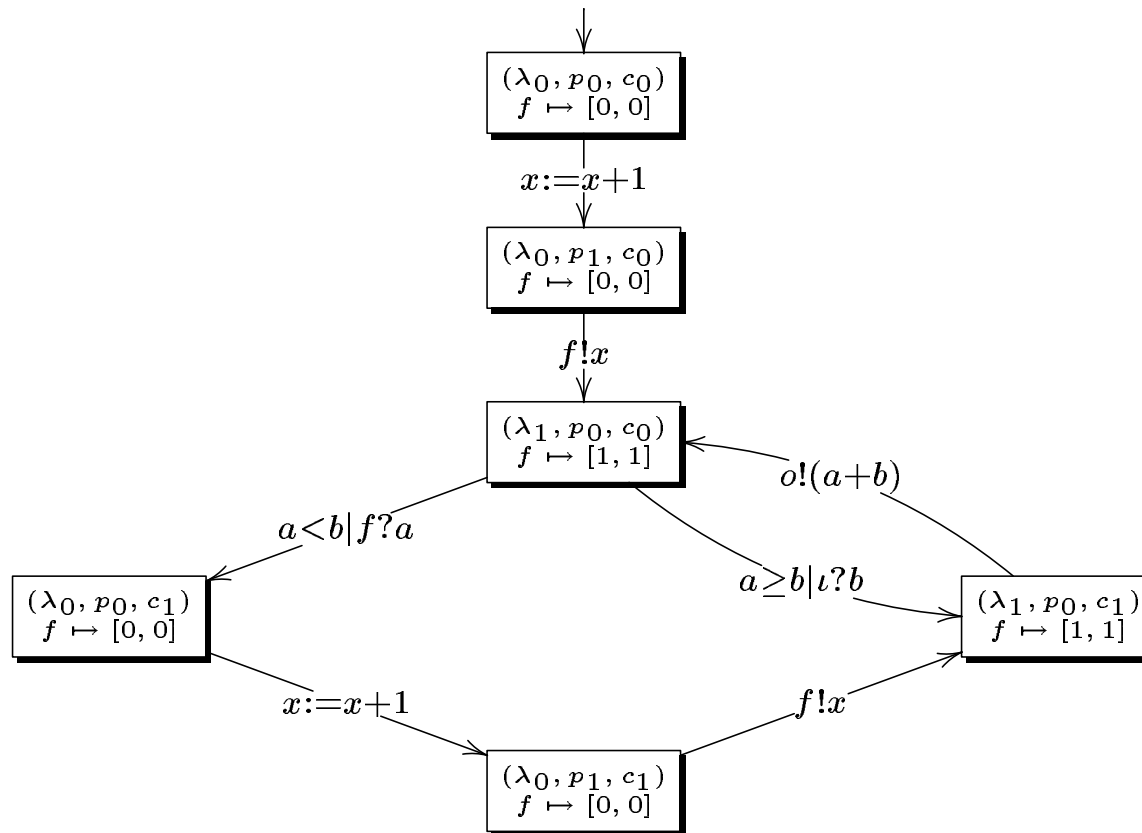 (λ₀, p₀, c₀)
f ↦ [0, 0]
x:=x+1
(λ₀, p₁, c₀)
f ↦ [0, 0]
f!x
(λ₁, p₀, c₀)
f ↦ [1, 1]
o!(a+b)
a<b|f?a
a≥b|ι?b
(λ₀, p₀, c₁)
f ↦ [0, 0]
(λ₁, p₀, c₁)
f ↦ [1, 1]
x:=x+1
f!x
(λ₀, p₁, c₁)
f ↦ [0, 0]